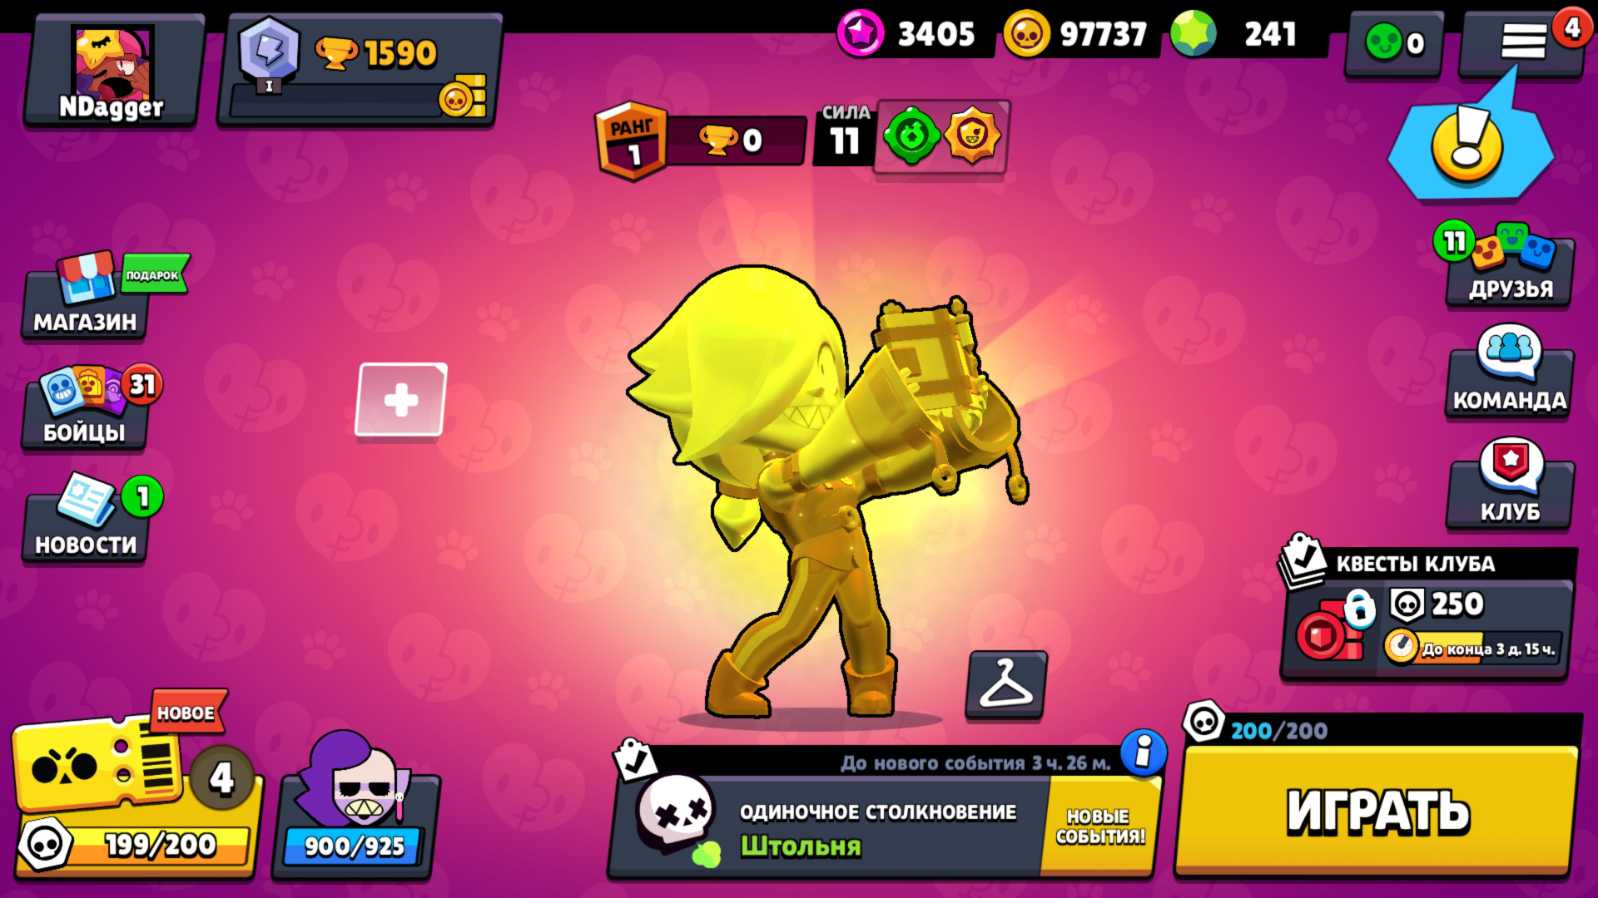 NDagger
I
1590
3405
97737
241
0
4
РАНГ
1
0
СИЛА
11
МАГАЗИН
ПОДАРОК
БОЙЦЫ
31
НОВОСТИ
1
11
ДРУЗЬЯ
КОМАНДА
КЛУБ
КВЕСТЫ КЛУБА
250
До конца 3 д. 15 ч.
НОВОЕ
4
199/200
900/925
До нового события 3 ч. 26 м.
i
ОДИНОЧНОЕ СТОЛКНОВЕНИЕ
Штольня
НОВЫЕ
СОБЫТИЯ!
200/200
ИГРАТЬ